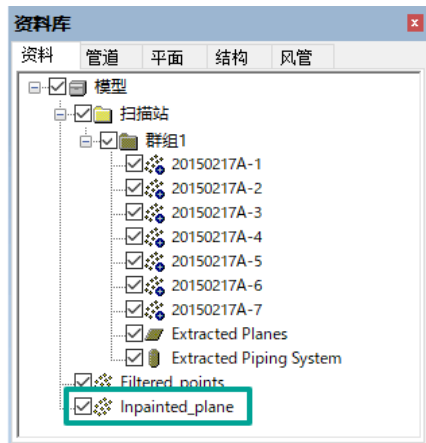 资料库
资料 管道 平面 结构 风管
模型
扫描站
群组1
20150217A-1
20150217A-2
20150217A-3
20150217A-4
20150217A-5
20150217A-6
20150217A-7
Extracted Planes
Extracted Piping System
Filtered_points
Inpainted_plane